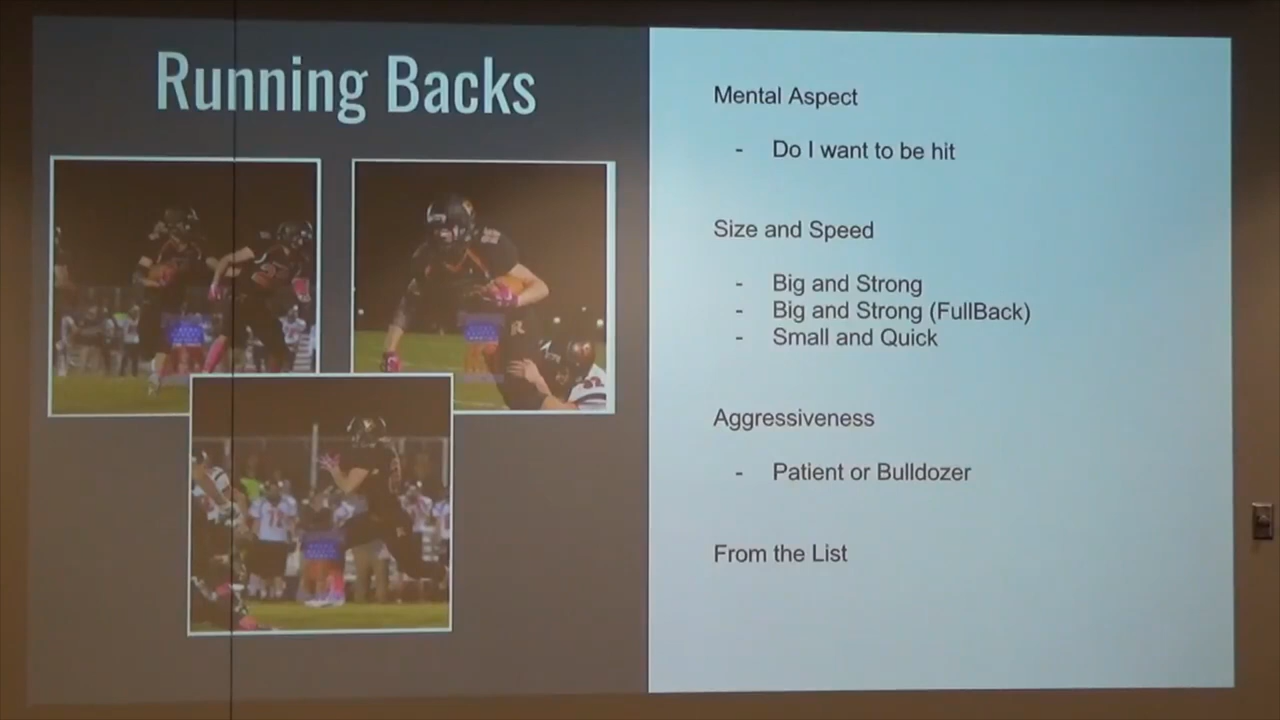 Running Backs
Mental Aspect
- Do I want to be hit
Size and Speed
- Big and Strong
- Big and Strong (FullBack)
- Small and Quick
Aggressiveness
- Patient or Bulldozer
From the List